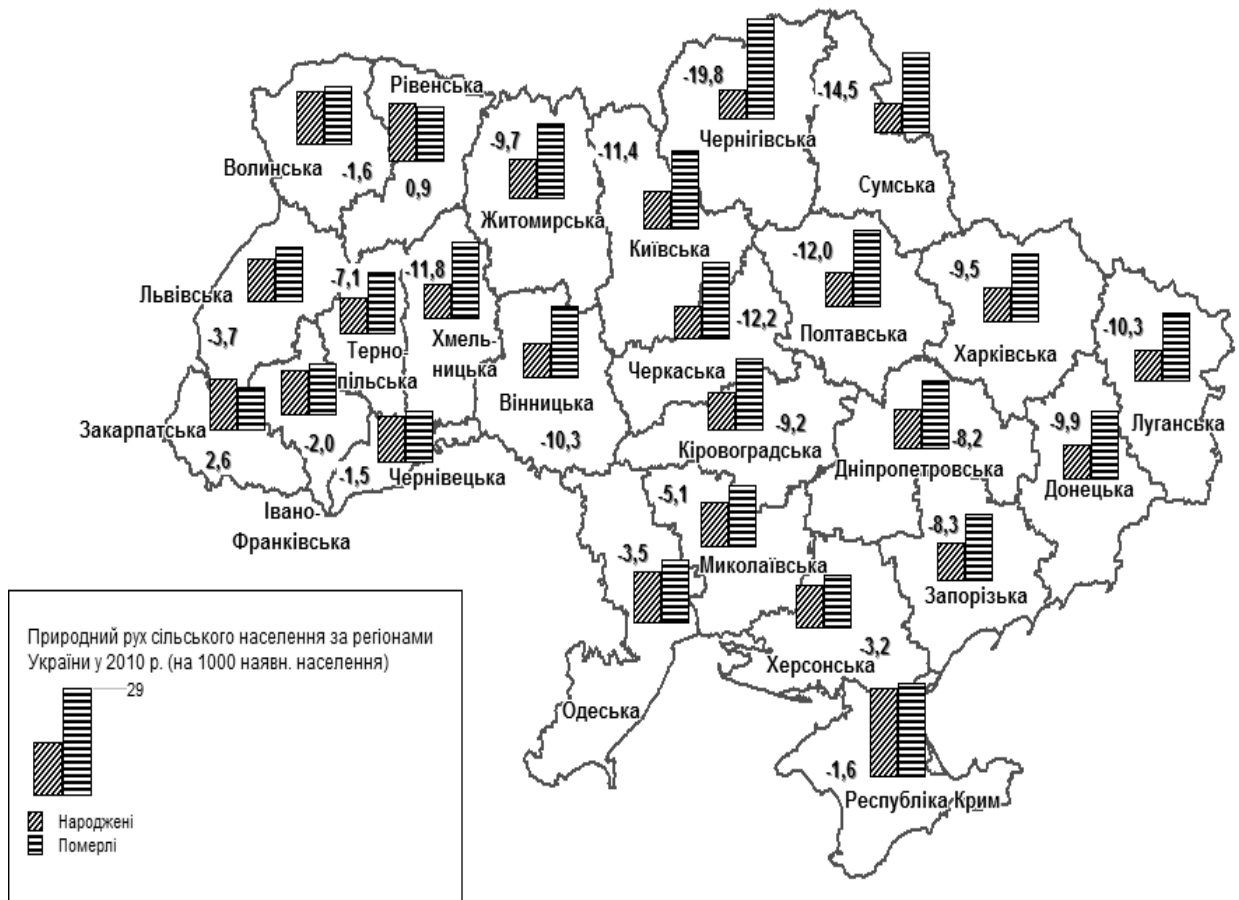 -19,8
-14,5
Рівенська
-9,7
-11,4
Чернігівська
Волинська
-1,6
0,9
Сумська
Житомирська
Київська
-12,0
-9,5
-7,1
-11,8
Львівська
-10,3
-3,7
-12,2
Полтавська
Харківська
Терно-
пільська
Хмель-
ницька
Черкаська
Вінницька
Закарпатська
-9,9
Луганська
-9,2
-8,2
-2,0
-10,3
Кіровоградська
Дніпропетровська
2,6
-1,5
Чернівецька
Донецька
-5,1
Івано-
Франківська
-8,3
-3,5
Миколаївська
Запорізька
-3,2
Херсонська
Одеська
-1,6
Республіка Крим
Природний рух сільського населення за регіонами
України у 2010 р. (на 1000 наявн. населення)
29
Народжені
Померлі